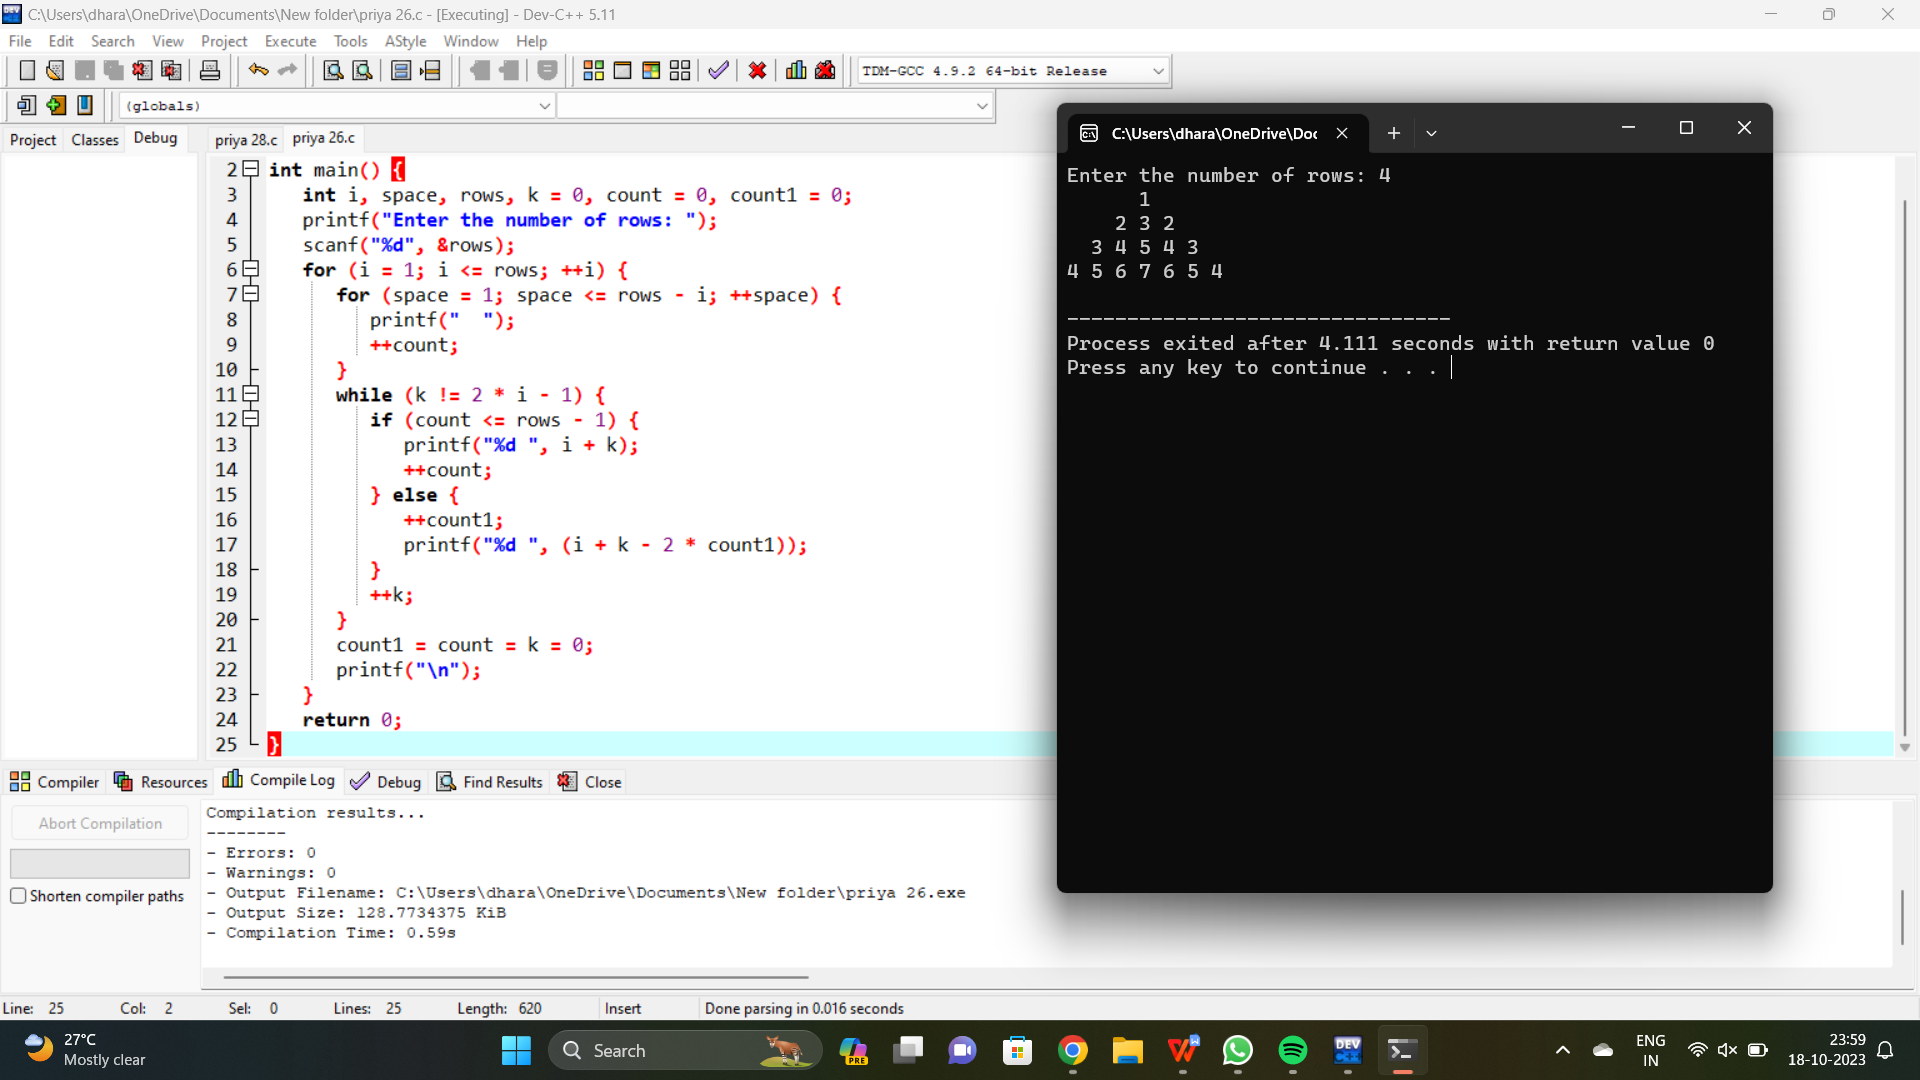 C:\Users\dhara\OneDrive\Documents\New folder\priya 26.c - [Executing] - Dev-C++ 5.11
File Edit Search View Project Execute Tools AStyle Window Help
TDM-GCC 4.9.2 64-bit Release
(globals)
Project Classes Debug priya 28.c priya 26.c
2 int main() {
3 int i, space, rows, k = 0, count = 0, count1 = 0;
4 printf("Enter the number of rows: ");
5 scanf("%d", &rows);
6 for (i = 1; i <= rows; ++i) {
7 for (space = 1; space <= rows - i; ++space) {
8 printf("  ");
9 ++count;
10 }
11 while (k != 2 * i - 1) {
12 if (count <= rows - 1) {
13 printf("%d ", i + k);
14 ++count;
15 } else {
16 ++count1;
17 printf("%d ", (i + k - 2 * count1));
18 }
19 ++k;
20 }
21 count1 = count = k = 0;
22 printf("\n");
23 }
24 return 0;
25 }
C:\Users\dhara\OneDrive\Doc
Enter the number of rows: 4
1
2 3 2
3 4 5 4 3
4 5 6 7 6 5 4
--------------------------------
Process exited after 4.111 seconds with return value 0
Press any key to continue . . .
Compiler Resources Compile Log Debug Find Results Close
Abort Compilation
Shorten compiler paths
Compilation results...
--------
- Errors: 0
- Warnings: 0
- Output Filename: C:\Users\dhara\OneDrive\Documents\New folder\priya 26.exe
- Output Size: 128.7734375 KiB
- Compilation Time: 0.59s
Line: 25 Col: 2 Sel: 0 Lines: 25 Length: 620 Insert Done parsing in 0.016 seconds
27°C
Mostly clear
Search
PRE
DEV
C++
ENG
IN
23:59
18-10-2023